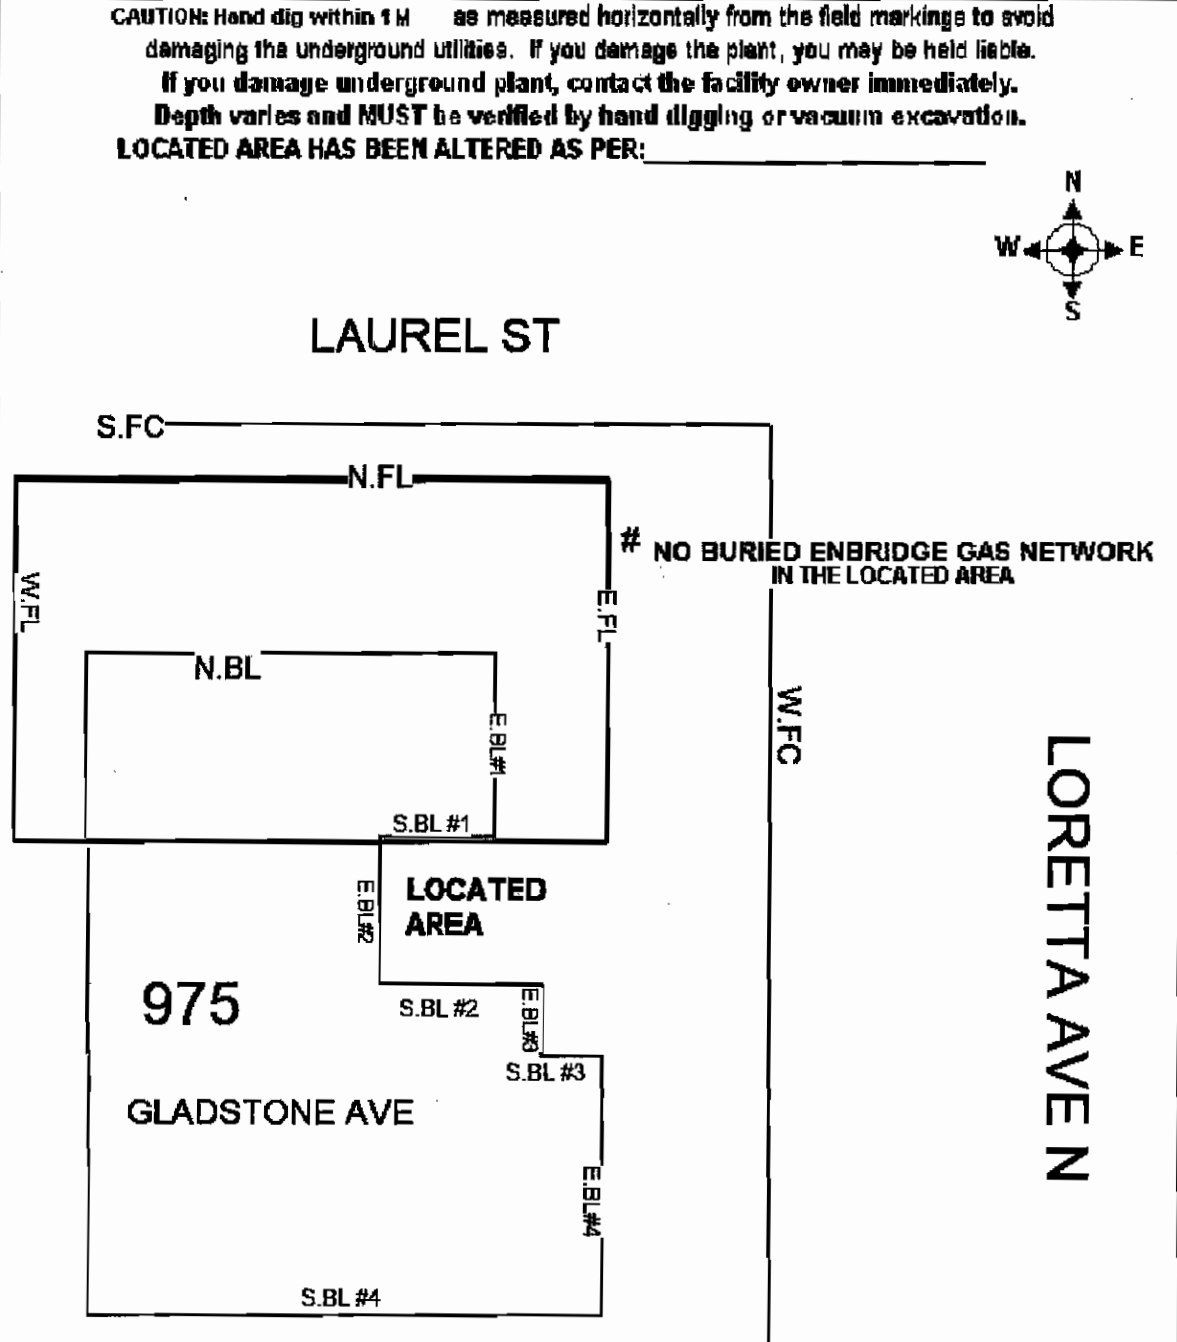 CAUTION: Hand dig within 1 M as measured horizontally from the field markings to avoid
damaging the underground utilities. If you damage the plant, you may be held liable.
If you damage underground plant, contact the facility owner immediately.
Depth varies and MUST be verified by hand digging or vacuum excavation.
LOCATED AREA HAS BEEN ALTERED AS PER:
N
W E
S
LAUREL ST
S.FC
N.FL
# NO BURIED ENBRIDGE GAS NETWORK
IN THE LOCATED AREA
W.FL
E.FL
N.BL
E.BL#1
W.FC
S.BL #1
LOCATED
AREA
E.BL#2
LORETTA AVE N
975
S.BL #2
E.BL#3
S.BL #3
GLADSTONE AVE
E.BL#4
S.BL #4